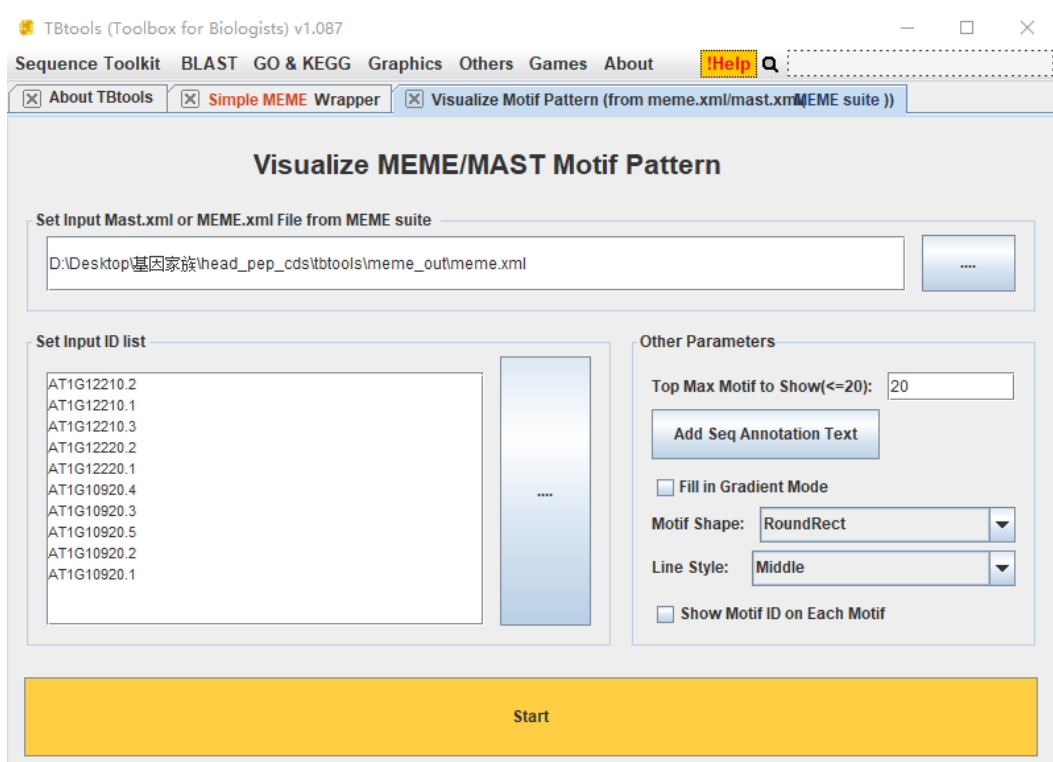 TBtools (Toolbox for Biologists) v1.087
Sequence Toolkit BLAST GO & KEGG Graphics Others Games About !Help
About TBtools Simple MEME Wrapper Visualize Motif Pattern (from meme.xml/mast.xml MEME suite ))
Visualize MEME/MAST Motif Pattern
Set Input Mast.xml or MEME.xml File from MEME suite
D:\Desktop\基因家族\head_pep_cds\tbtools\meme_out\meme.xml
....
Set Input ID list
AT1G12210.2
AT1G12210.1
AT1G12210.3
AT1G12220.2
AT1G12220.1
AT1G10920.4
AT1G10920.3
AT1G10920.5
AT1G10920.2
AT1G10920.1
....
Other Parameters
Top Max Motif to Show(<=20): 20
Add Seq Annotation Text
Fill in Gradient Mode
Motif Shape: RoundRect
Line Style: Middle
Show Motif ID on Each Motif
Start